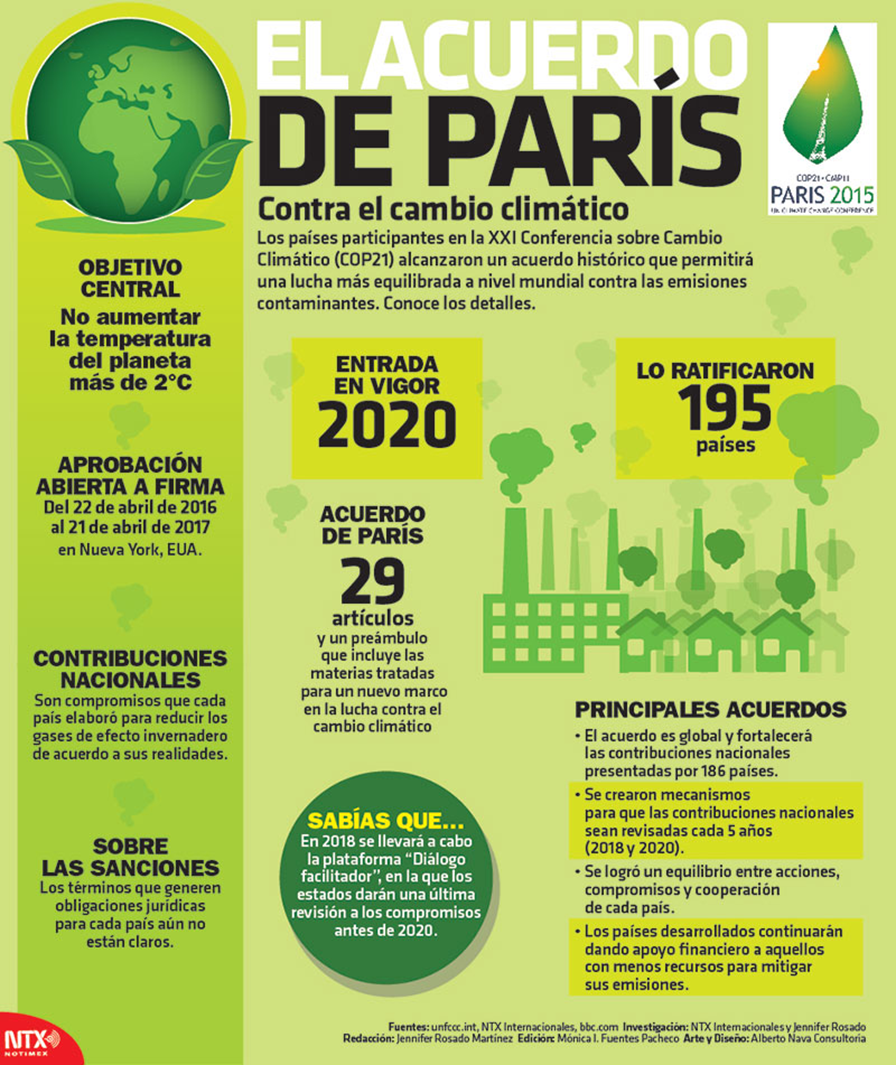 EL ACUERDO
DE PARÍS
COP21·CMP11
PARIS 2015
UN CLIMATE CHANGE CONFERENCE
Contra el cambio climático
Los países participantes en la XXI Conferencia sobre Cambio
Climático (COP21) alcanzaron un acuerdo histórico que permitirá
una lucha más equilibrada a nivel mundial contra las emisiones
contaminantes. Conoce los detalles.
OBJETIVO
CENTRAL
No aumentar
la temperatura
del planeta
más de 2°C
APROBACIÓN
ABIERTA A FIRMA
Del 22 de abril de 2016
al 21 de abril de 2017
en Nueva York, EUA.
CONTRIBUCIONES
NACIONALES
Son compromisos que cada
país elaboró para reducir los
gases de efecto invernadero
de acuerdo a sus realidades.
SOBRE
LAS SANCIONES
Los términos que generen
obligaciones jurídicas
para cada país aún no
están claros.
ENTRADA
EN VIGOR
2020
LO RATIFICARON
195
países
ACUERDO
DE PARÍS
29
artículos
y un preámbulo
que incluye las
materias tratadas
para un nuevo marco
en la lucha contra el
cambio climático
SABÍAS QUE...
En 2018 se llevará a cabo
la plataforma “Diálogo
facilitador”, en la que los
estados darán una última
revisión a los compromisos
antes de 2020.
PRINCIPALES ACUERDOS
• El acuerdo es global y fortalecerá
las contribuciones nacionales
presentadas por 186 países.
• Se crearon mecanismos
para que las contribuciones nacionales
sean revisadas cada 5 años
(2018 y 2020).
• Se logró un equilibrio entre acciones,
compromisos y cooperación
de cada país.
• Los países desarrollados continuarán
dando apoyo financiero a aquellos
con menos recursos para mitigar
sus emisiones.
NTX
NOTIMEX
Fuentes: unfccc.int, NTX Internacionales, bbc.com Investigación: NTX Internacionales y Jennifer Rosado
Redacción: Jennifer Rosado Martínez Edición: Mónica I. Fuentes Pacheco Arte y Diseño: Alberto Nava Consultoría